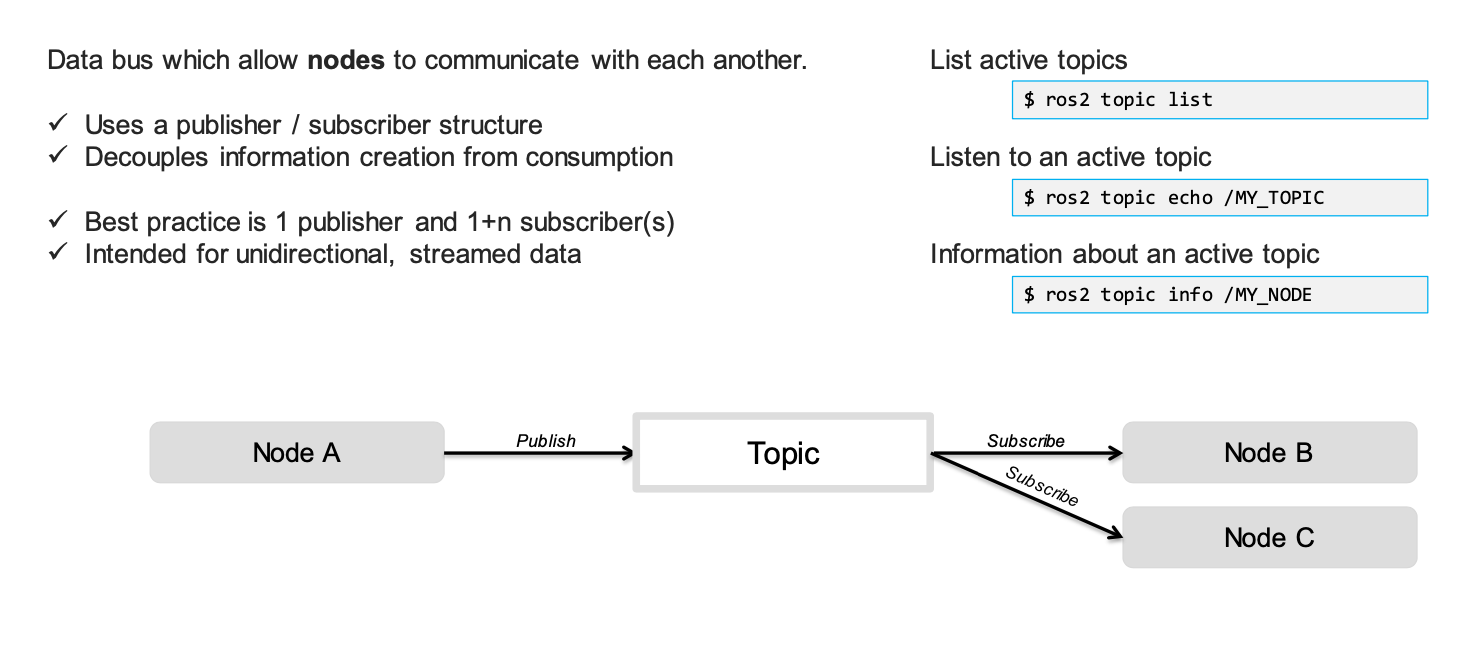 Data bus which allow nodes to communicate with each another.
✓ Uses a publisher / subscriber structure
✓ Decouples information creation from consumption
✓ Best practice is 1 publisher and 1+n subscriber(s)
✓ Intended for unidirectional, streamed data
List active topics
$ ros2 topic list
Listen to an active topic
$ ros2 topic echo /MY_TOPIC
Information about an active topic
$ ros2 topic info /MY_NODE
Node A
Publish
Topic
Subscribe
Node B
Subscribe
Node C